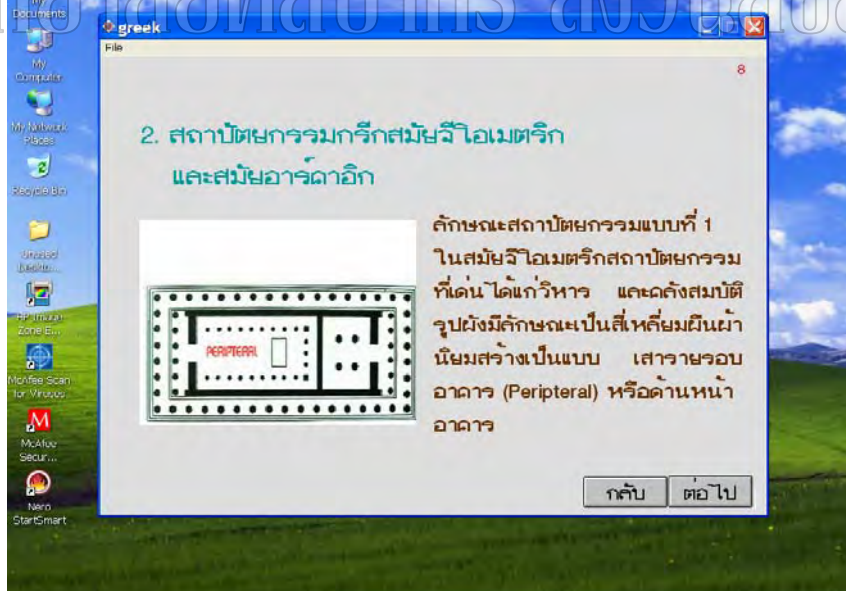 My
Documents
greek
File
My
Computer
8
My Network
Places
2. สถาปัตยกรรมกรีกสมัยจีโอเมตริก
และสมัยอาร์คาอิก
Recycle Bin
ลักษณะสถาปัตยกรรมแบบที่ 1
ในสมัยจีโอเมตริกสถาปัตยกรรม
ที่เด่นได้แก่วิหาร และคลังสมบัติ
รูปผังมีลักษณะเป็นสี่เหลี่ยมผืนผ้า
นิยมสร้างเป็นแบบ เสารายรอบ
อาคาร (Peripteral) หรือด้านหน้า
อาคาร
PERIPTERAL
Unused
HP Image
Zone E...
McAfee Scan
for Viruses
McAfee
Secur...
Nero
StartSmart
กลับ
ต่อไป